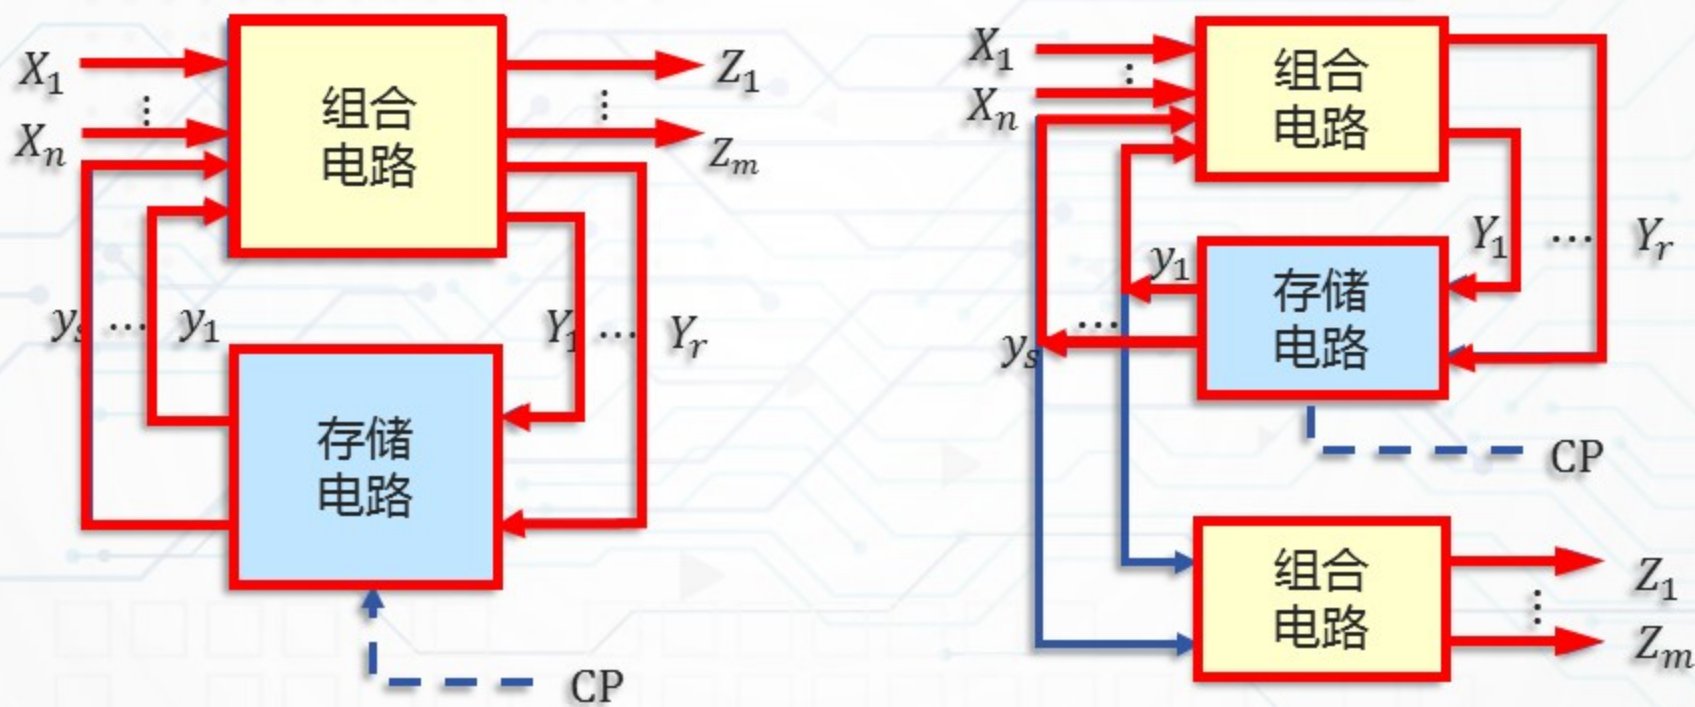 X₁
⋮
Xₙ
组合
电路
Z₁
⋮
Zₘ
yₛ … y₁
Y₁ … Yᵣ
存储
电路
CP
X₁
⋮
Xₙ
组合
电路
Y₁ … Yᵣ
y₁
…
yₛ
存储
电路
CP
组合
电路
Z₁
⋮
Zₘ